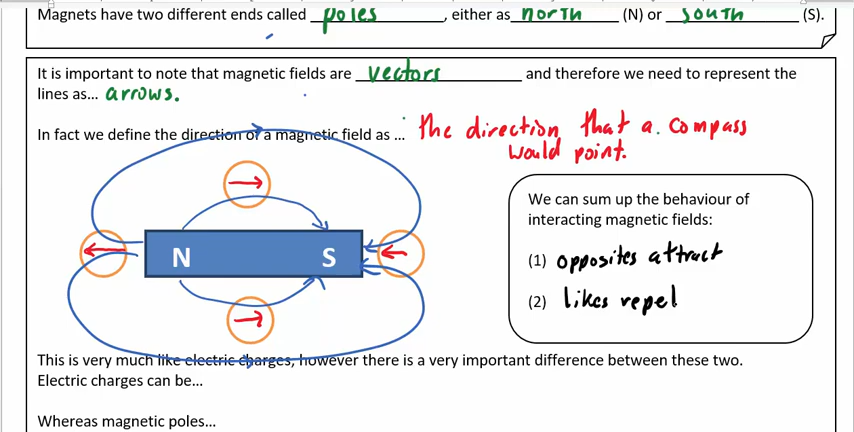 Magnets have two different ends called poles, either as north (N) or south (S).
It is important to note that magnetic fields are vectors and therefore we need to represent the
lines as... arrows.
In fact we define the direction of a magnetic field as ... the direction that a compass
would point.
N S
We can sum up the behaviour of
interacting magnetic fields:
(1) opposites attract
(2) likes repel
This is very much like electric charges, however there is a very important difference between these two.
Electric charges can be...
Whereas magnetic poles...